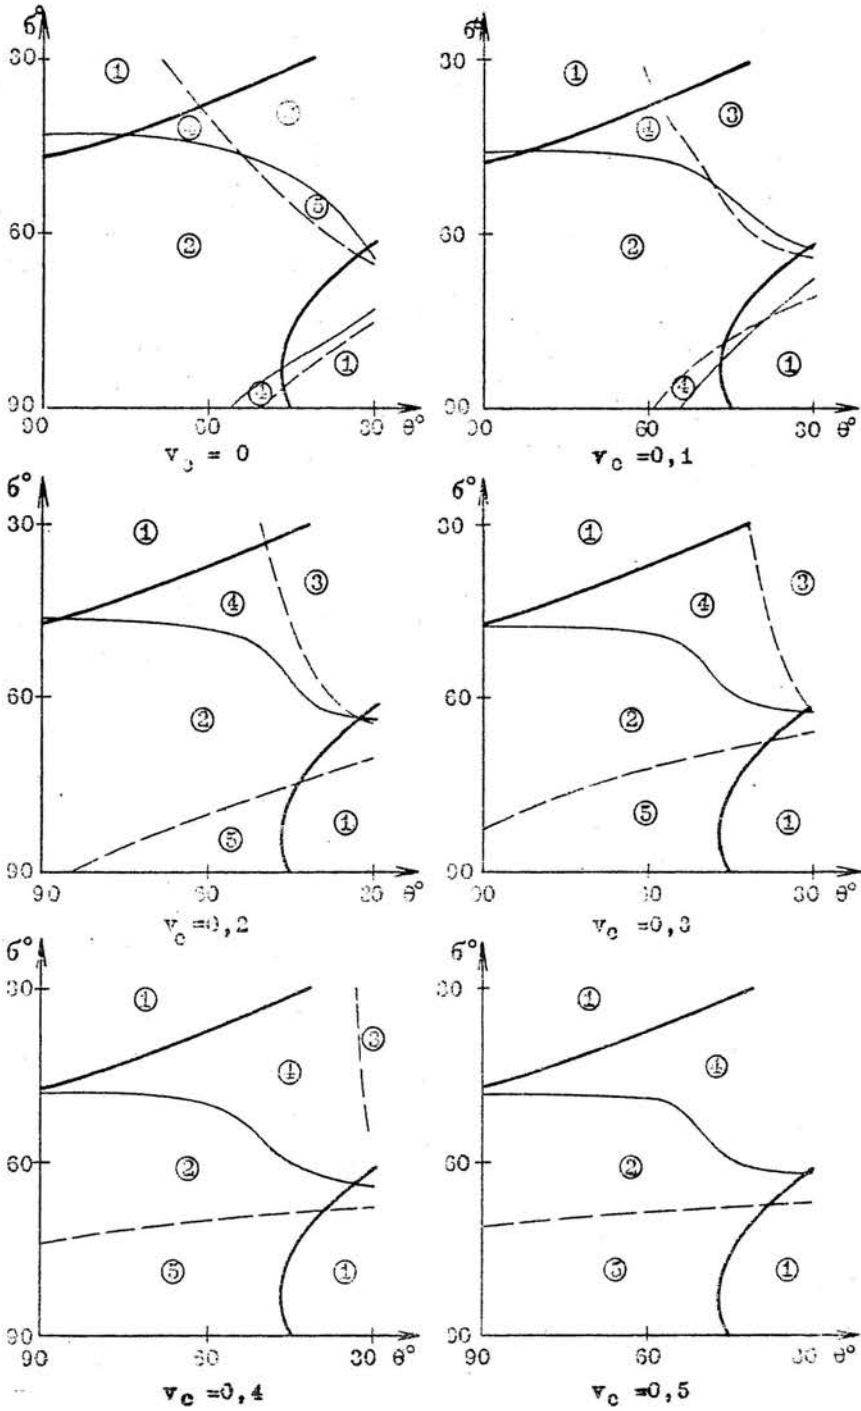 б° б°
30 ① ① 30
④ ③ ④ ③
⑤
60 ② ②
① ①
④ ④
90 60 30 θ° 60 30 θ°
v_c = 0 v_c =0,1
б° б°
30 ① 30 ①
④ ③ ④ ③
60 ② 60 ②
⑤ ① ⑤ ①
90 90
90 60 30 θ° 90 60 30 θ°
v_c =0,2 v_c =0,3
б° б°
30 ① 30 ①
④ ③ ④
60 ② 60 ②
⑤ ① ⑤ ①
90 90
90 60 30 θ° 90 60 30 θ°
v_c =0,4 v_c =0,5